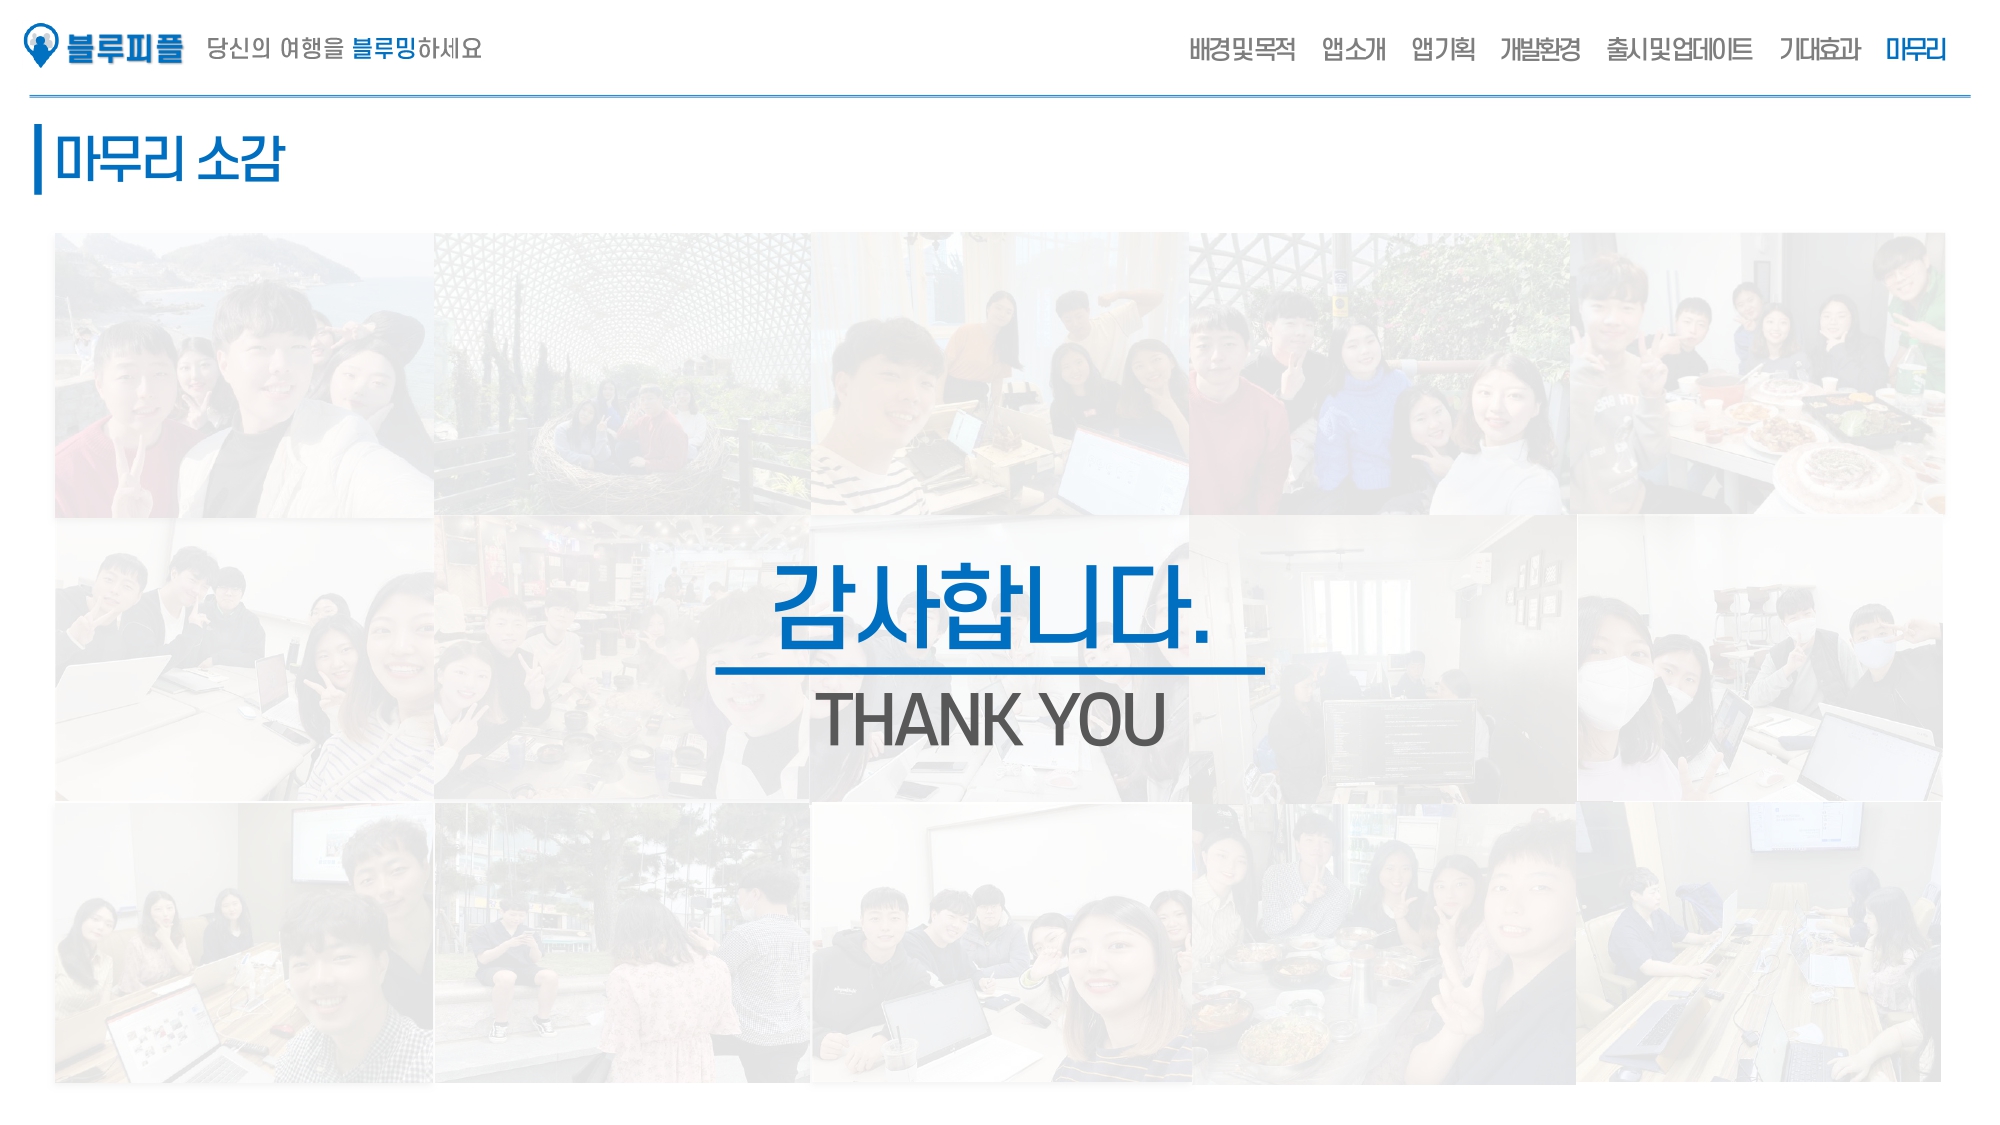 블루피플 당신의 여행을 블루밍하세요
배경및목적 앱소개 앱기획 개발환경 출시및업데이트 기대효과 마무리
마무리 소감
감사합니다.
THANK YOU